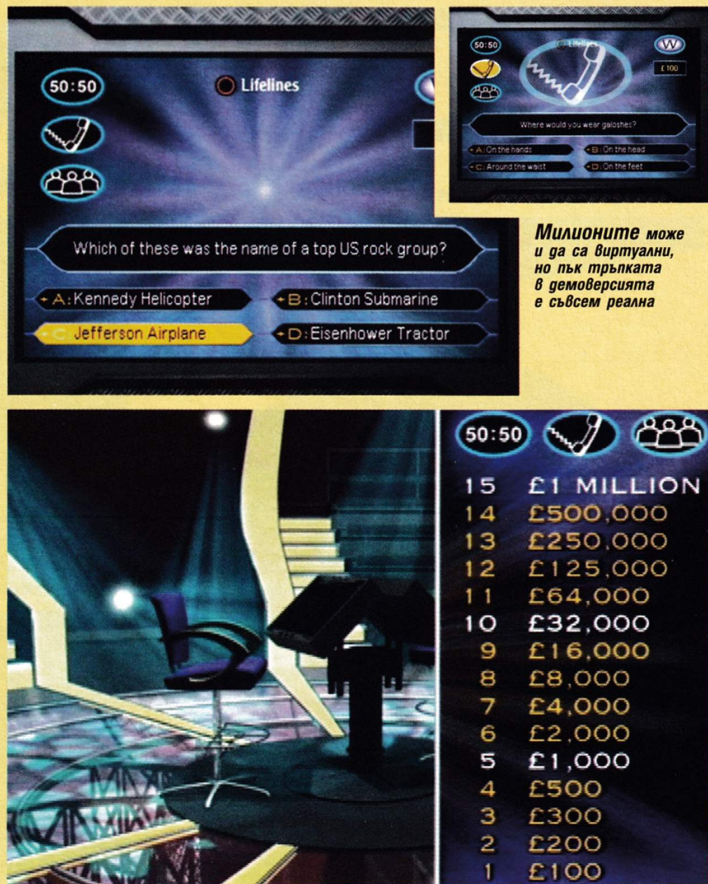 50:50
Lifelines
Which of these was the name of a top US rock group?
A: Kennedy Helicopter
B: Clinton Submarine
C: Jefferson Airplane
D: Eisenhower Tractor
50:50
Lifelines
W
£100
Where would you wear galoshes?
A: On the hands
B: On the head
C: Around the waist
D: On the feet
Милионите може
и да са виртуални,
но пък тръпката
в демоверсията
е съвсем реална
50:50
15 £1 MILLION
14 £500,000
13 £250,000
12 £125,000
11 £64,000
10 £32,000
9 £16,000
8 £8,000
7 £4,000
6 £2,000
5 £1,000
4 £500
3 £300
2 £200
1 £100